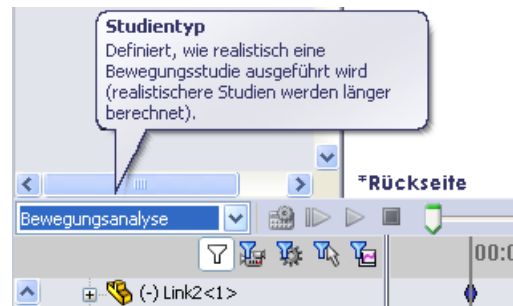 Studientyp
Definiert, wie realistisch eine
Bewegungsstudie ausgeführt wird
(realistischere Studien werden länger
berechnet).
*Rückseite
Bewegungsanalyse
00:0
(-) Link2<1>